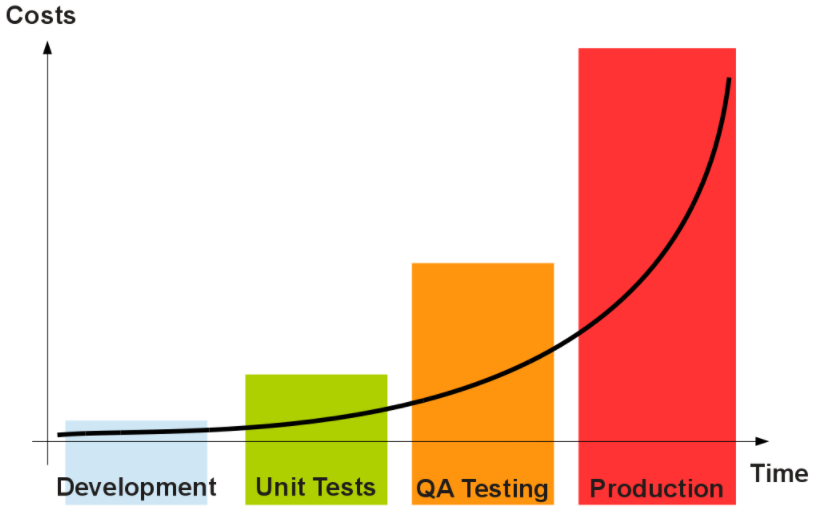 Costs
Development
Unit Tests
QA Testing
Production
Time